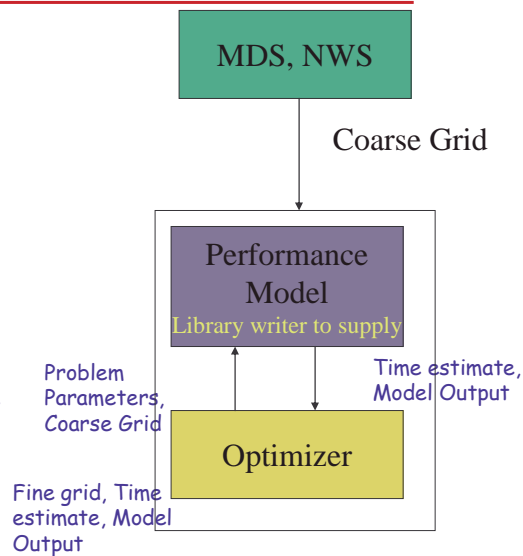 MDS, NWS
Coarse Grid
Performance
Model
Library writer to supply
Problem
Parameters,
Coarse Grid
Time estimate,
Model Output
Optimizer
Fine grid, Time
estimate, Model
Output